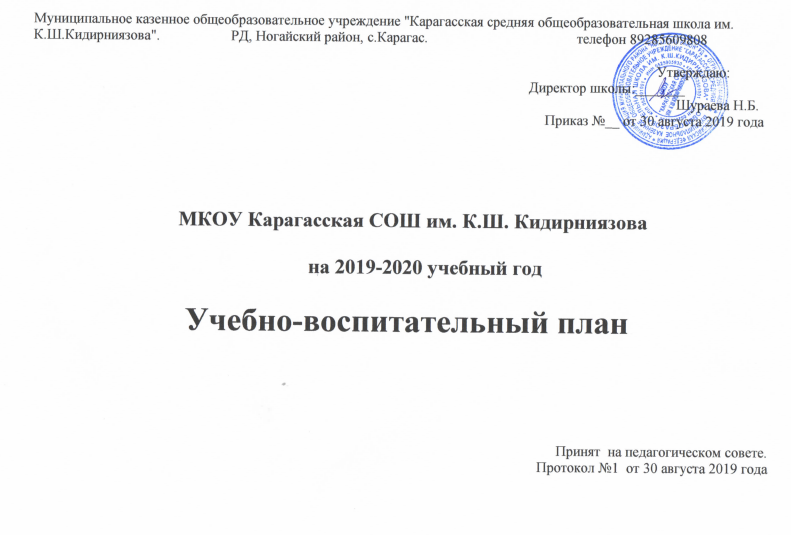 Муниципальное казенное общеобразовательное учреждение "Карагасская средняя общеобразовательная школа им.
К.Ш.Кидирниязова". РД, Ногайский район, с.Карагас. телефон 89285609808
Утверждаю:
Директор школы:
Шураева Н.Б.
Приказ №__ от 30 августа 2019 года
МКОУ Карагасская СОШ им. К.Ш. Кидирниязова
на 2019-2020 учебный год
Учебно-воспитательный план
Принят на педагогическом совете.
Протокол №1 от 30 августа 2019 года